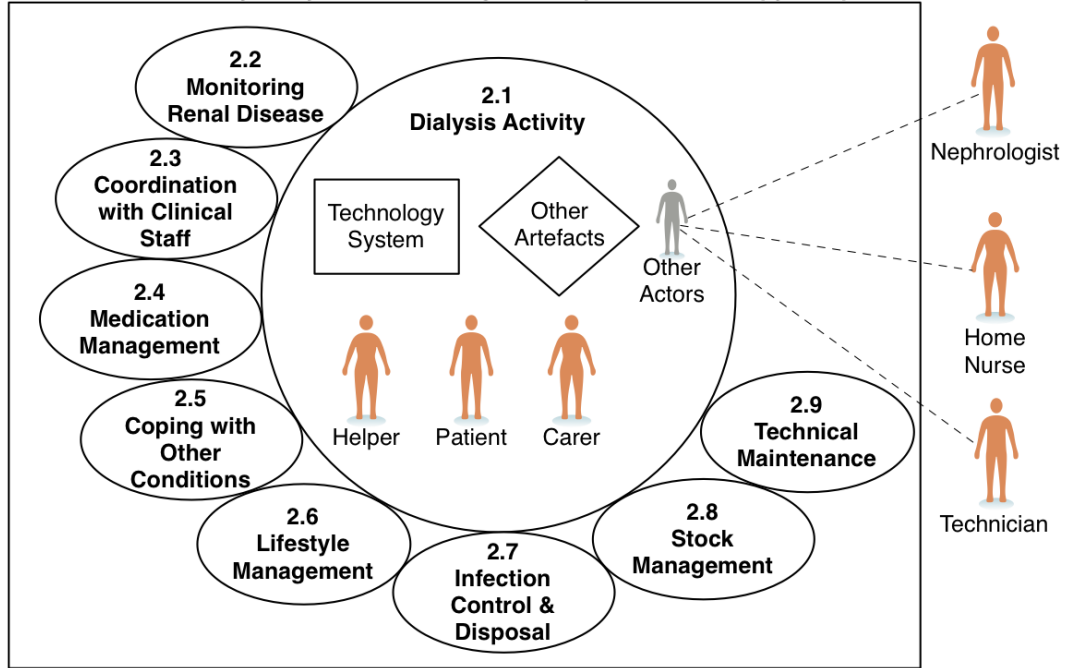 2.1
Dialysis Activity
2.2
Monitoring
Renal Disease
2.3
Coordination
with Clinical
Staff
2.4
Medication
Management
2.5
Coping with
Other
Conditions
2.6
Lifestyle
Management
2.7
Infection
Control &
Disposal
2.8
Stock
Management
2.9
Technical
Maintenance
Technology
System
Other
Artefacts
Other
Actors
Helper
Patient
Carer
Nephrologist
Home
Nurse
Technician